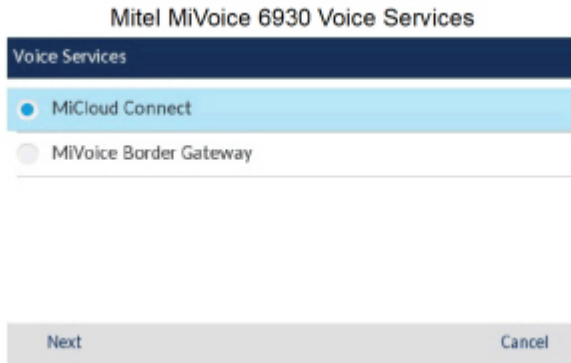 Mitel MiVoice 6930 Voice Services
Voice Services
MiCloud Connect
MiVoice Border Gateway
Next Cancel